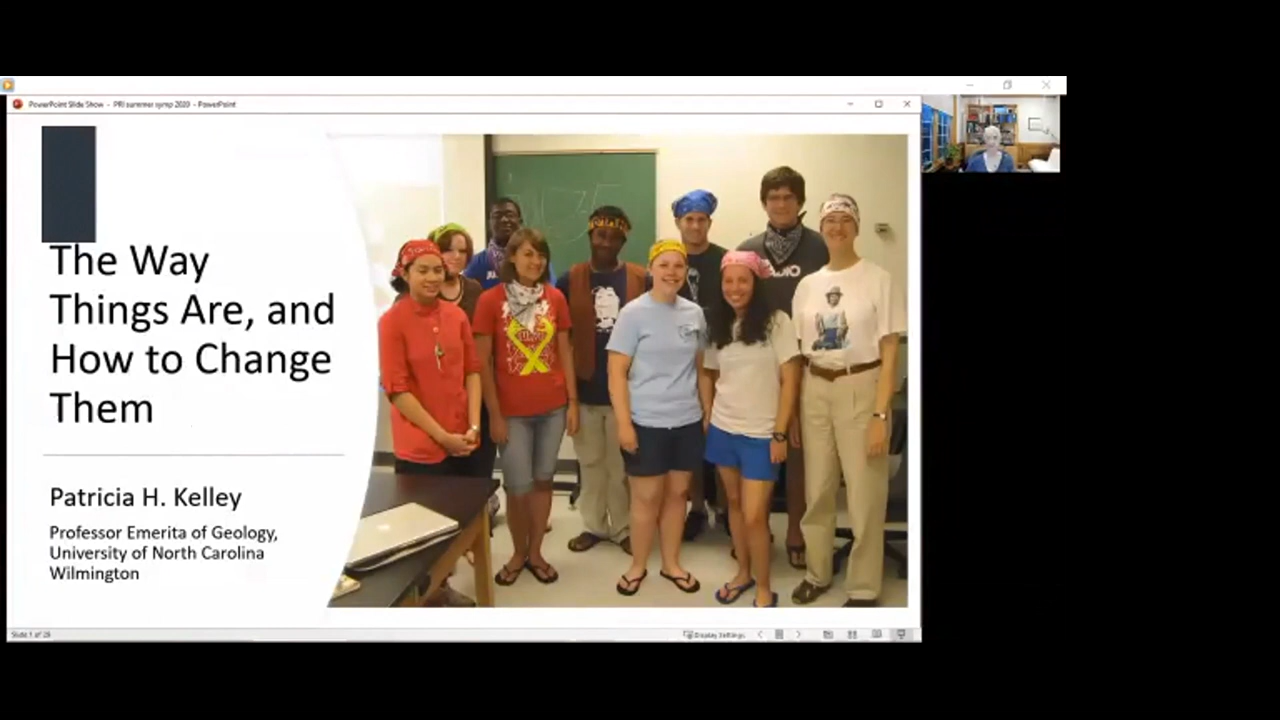 PowerPoint Slide Show - PRI summer symp 2020 - PowerPoint
The Way
Things Are, and
How to Change
Them
Patricia H. Kelley
Professor Emerita of Geology,
University of North Carolina
Wilmington
Slide 1 of 28
Display Settings